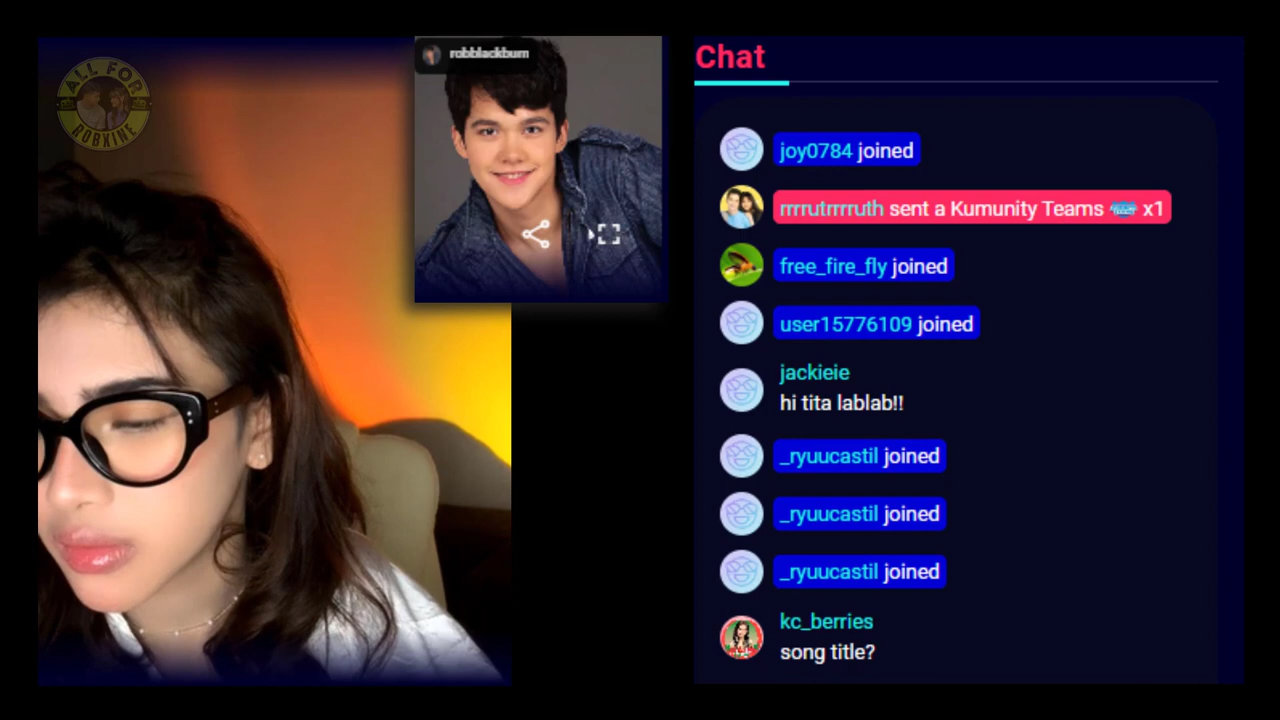 ALL FOR
ROBXINE
robblackburn
Chat
joy0784 joined
rrrrutrrrruth sent a Kumunity Teams x1
free_fire_fly joined
user15776109 joined
jackieie
hi tita lablab!!
_ryuucastil joined
_ryuucastil joined
_ryuucastil joined
kc_berries
song title?